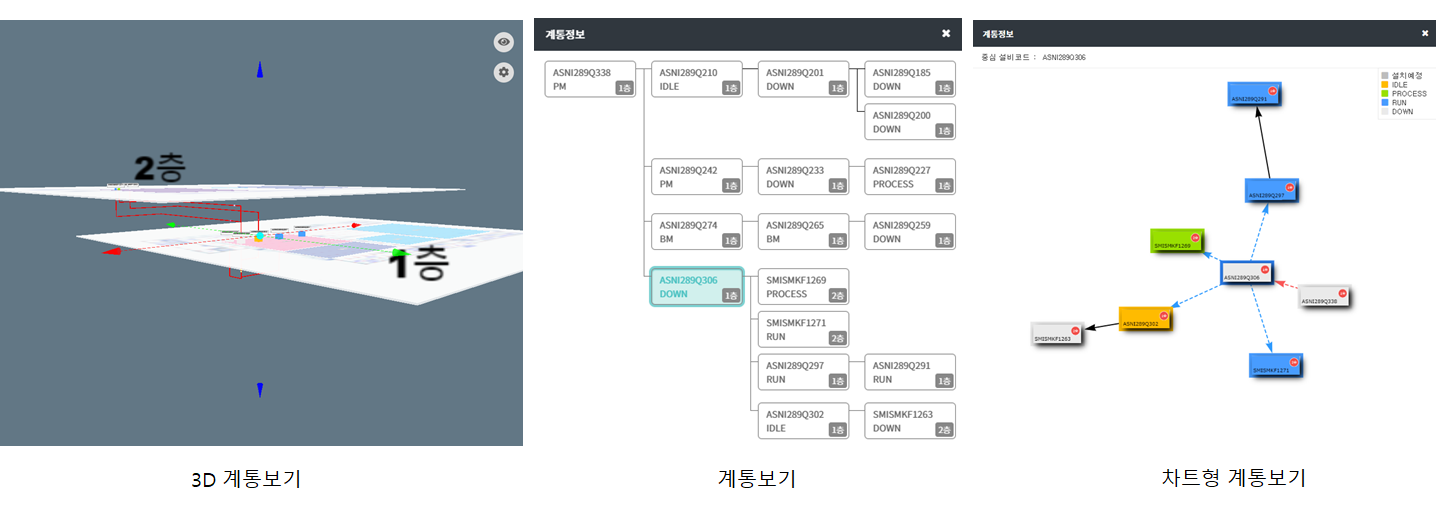 2층
1층
계통정보
ASNI289Q338
PM
1층
ASNI289Q210
IDLE
1층
ASNI289Q201
DOWN
1층
ASNI289Q185
DOWN
1층
ASNI289Q200
DOWN
1층
ASNI289Q242
PM
1층
ASNI289Q233
DOWN
1층
ASNI289Q227
PROCESS
1층
ASNI289Q274
BM
1층
ASNI289Q265
BM
1층
ASNI289Q259
DOWN
1층
ASNI289Q306
DOWN
1층
SMISMKF1269
PROCESS
2층
SMISMKF1271
RUN
2층
ASNI289Q297
RUN
1층
ASNI289Q291
RUN
1층
ASNI289Q302
IDLE
1층
SMISMKF1263
DOWN
2층
계통정보
중심 설비코드 : ASNI289Q306
설치예정
IDLE
PROCESS
RUN
DOWN
ASNI289Q291
ASNI289Q297
SMISMKF1269
ASNI289Q306
ASNI289Q338
ASNI289Q302
SMISMKF1263
SMISMKF1271
3D 계통보기
계통보기
차트형 계통보기